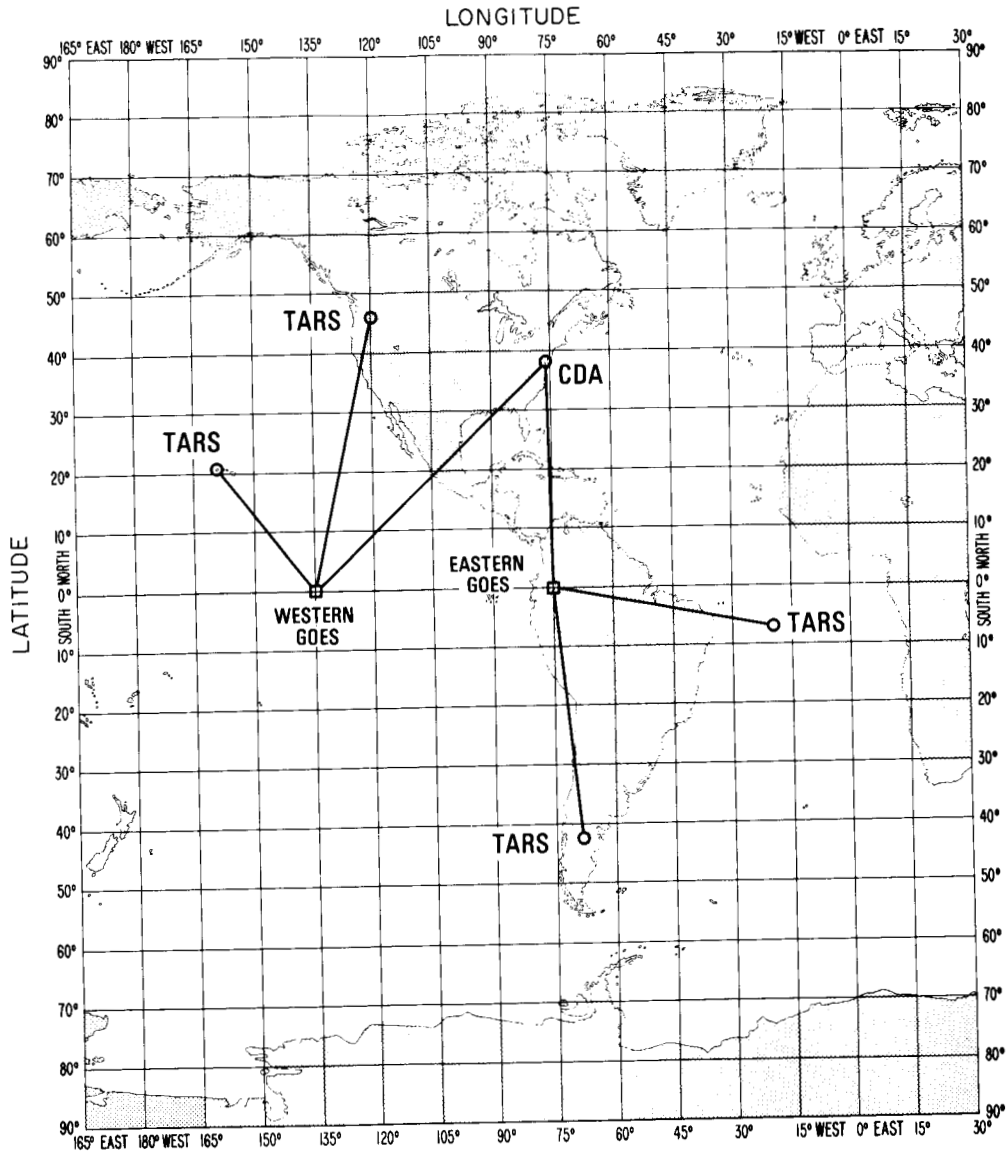 LONGITUDE
165° EAST 180° WEST 165° 150° 135° 120° 105° 90° 75° 60° 45° 30° 15° WEST 0° EAST 15° 30°
90° 90°
80° 80°
70° 70°
60° 60°
50° 50°
TARS
40° 40°
CDA
30° 30°
TARS
20° 20°
10° 10°
LATITUDE
SOUTH NORTH
0° 0°
SOUTH NORTH
EASTERN
GOES
WESTERN
GOES
TARS
10° 10°
20° 20°
30° 30°
40° 40°
TARS
50° 50°
60° 60°
70° 70°
80° 80°
90° 90°
165° EAST 180° WEST 165° 150° 135° 120° 105° 90° 75° 60° 45° 30° 15° WEST 0° EAST 15° 30°